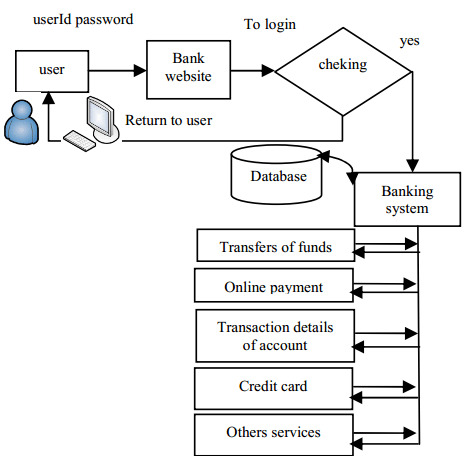 userId password
To login
yes
user
Bank
website
cheking
Return to user
Database
Banking
system
Transfers of funds
Online payment
Transaction details
of account
Credit card
Others services